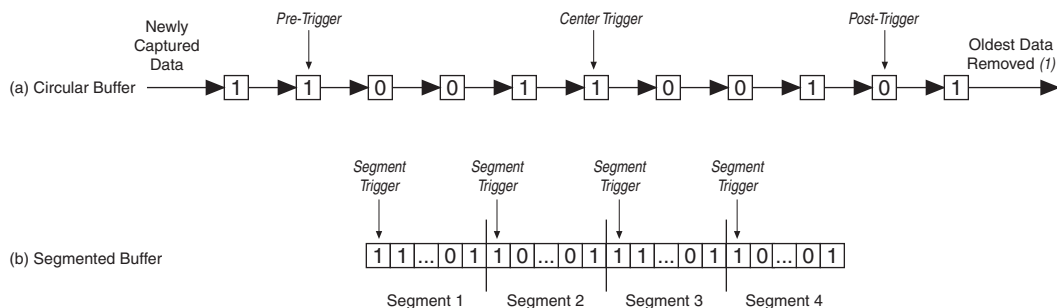 Pre-Trigger
Center Trigger
Post-Trigger
Newly
Captured
Data
Oldest Data
Removed (1)
(a) Circular Buffer
1 1 0 0 1 1 0 0 1 0 1
Segment
Trigger
Segment
Trigger
Segment
Trigger
Segment
Trigger
(b) Segmented Buffer
1 1 ... 0 1 1 0 ... 0 1 1 1 ... 0 1 1 0 ... 0 1
Segment 1
Segment 2
Segment 3
Segment 4